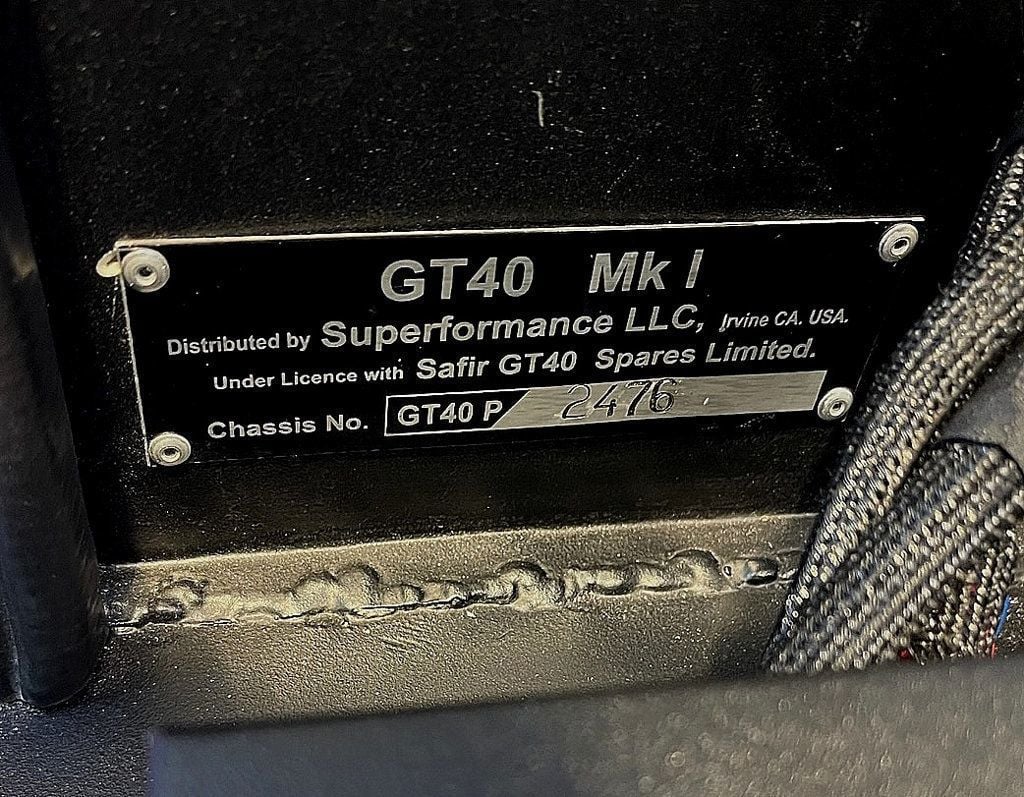 GT40 Mk I
Distributed by Superformance LLC, Irvine CA. USA.
Under Licence with Safir GT40 Spares Limited.
Chassis No. GT40 P 2476